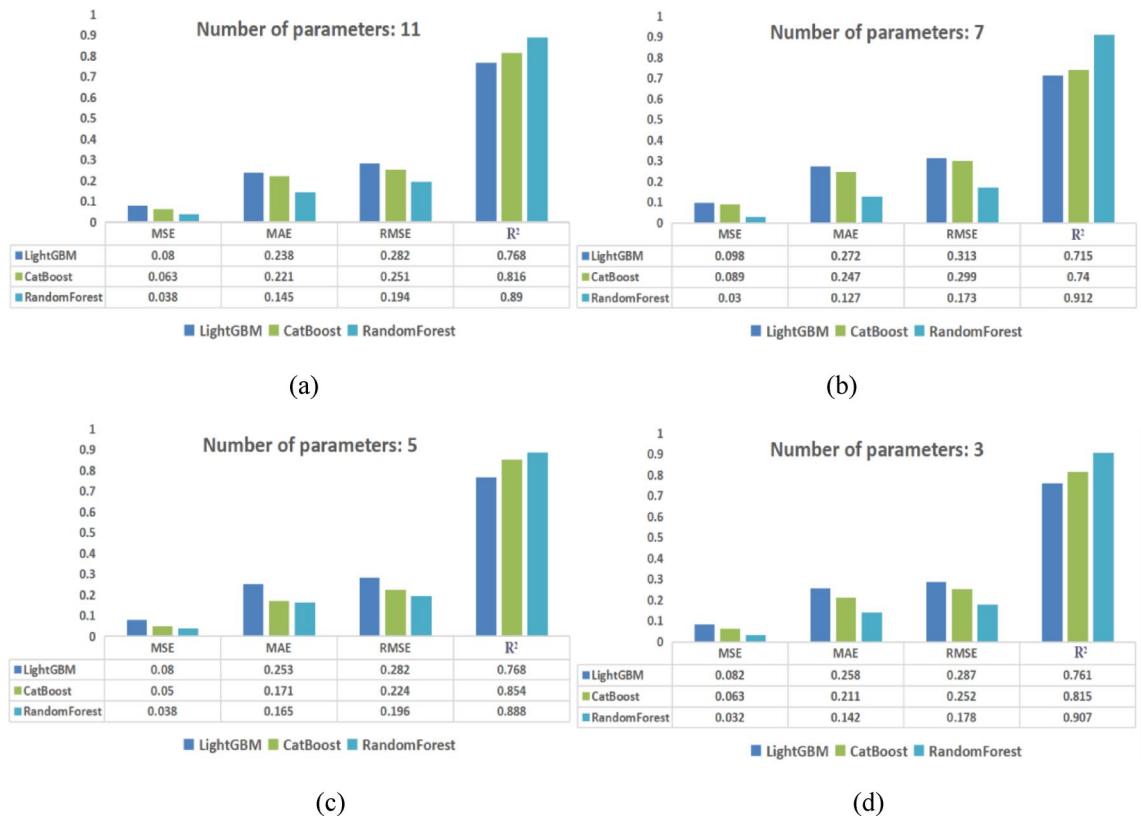 Number of parameters: 11
1
0.9
0.8
0.7
0.6
0.5
0.4
0.3
0.2
0.1
0
MSE MAE RMSE R²
LightGBM 0.08 0.238 0.282 0.768
CatBoost 0.063 0.221 0.251 0.816
RandomForest 0.038 0.145 0.194 0.89
LightGBM CatBoost RandomForest
(a)
Number of parameters: 7
1
0.9
0.8
0.7
0.6
0.5
0.4
0.3
0.2
0.1
0
MSE MAE RMSE R²
LightGBM 0.098 0.272 0.313 0.715
CatBoost 0.089 0.247 0.299 0.74
RandomForest 0.03 0.127 0.173 0.912
LightGBM CatBoost RandomForest
(b)
Number of parameters: 5
1
0.9
0.8
0.7
0.6
0.5
0.4
0.3
0.2
0.1
0
MSE MAE RMSE R²
LightGBM 0.08 0.253 0.282 0.768
CatBoost 0.05 0.171 0.224 0.854
RandomForest 0.038 0.165 0.196 0.888
LightGBM CatBoost RandomForest
(c)
Number of parameters: 3
1
0.9
0.8
0.7
0.6
0.5
0.4
0.3
0.2
0.1
0
MSE MAE RMSE R²
LightGBM 0.082 0.258 0.287 0.761
CatBoost 0.063 0.211 0.252 0.815
RandomForest 0.032 0.142 0.178 0.907
LightGBM CatBoost RandomForest
(d)